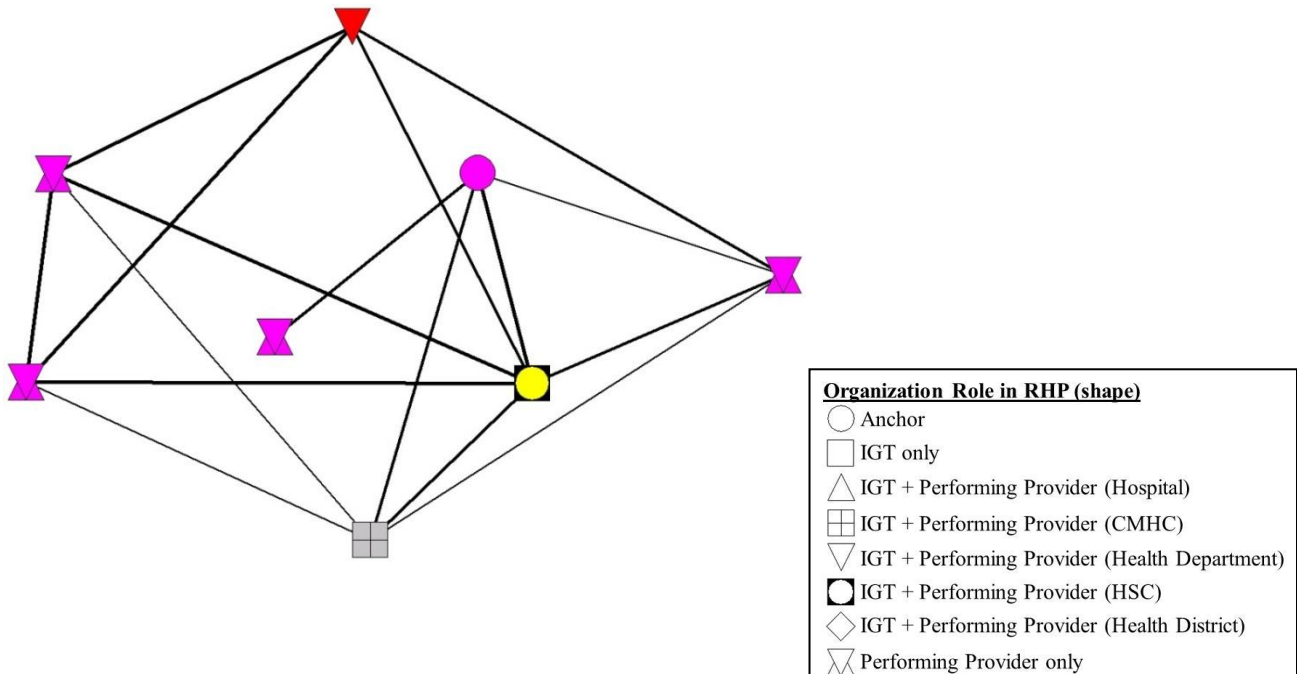 Organization Role in RHP (shape)
Anchor
IGT only
IGT + Performing Provider (Hospital)
IGT + Performing Provider (CMHC)
IGT + Performing Provider (Health Department)
IGT + Performing Provider (HSC)
IGT + Performing Provider (Health District)
Performing Provider only